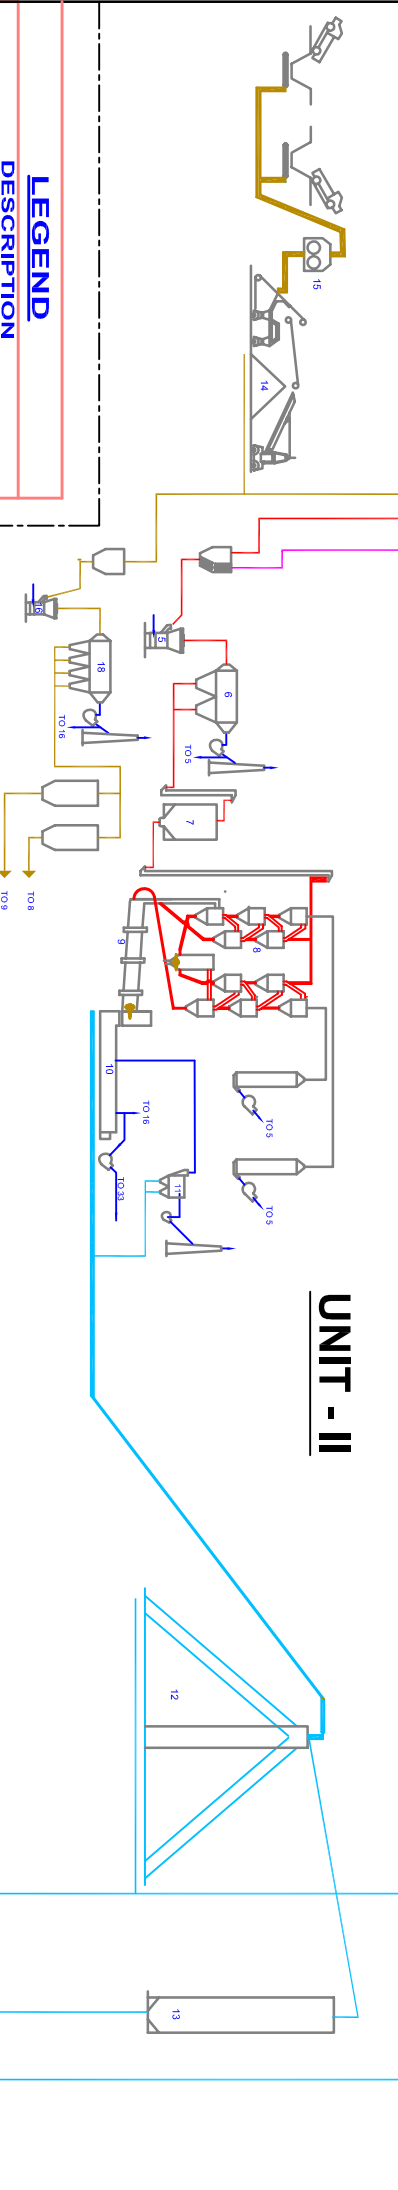 LEGEND
DESCRIPTION
UNIT - II
15
14
16
18
TO 16
5
6
TO 5
7
TO 9
TO 8
8
9
10
TO 16
TO 33
11
TO 5
TO 5
12
13